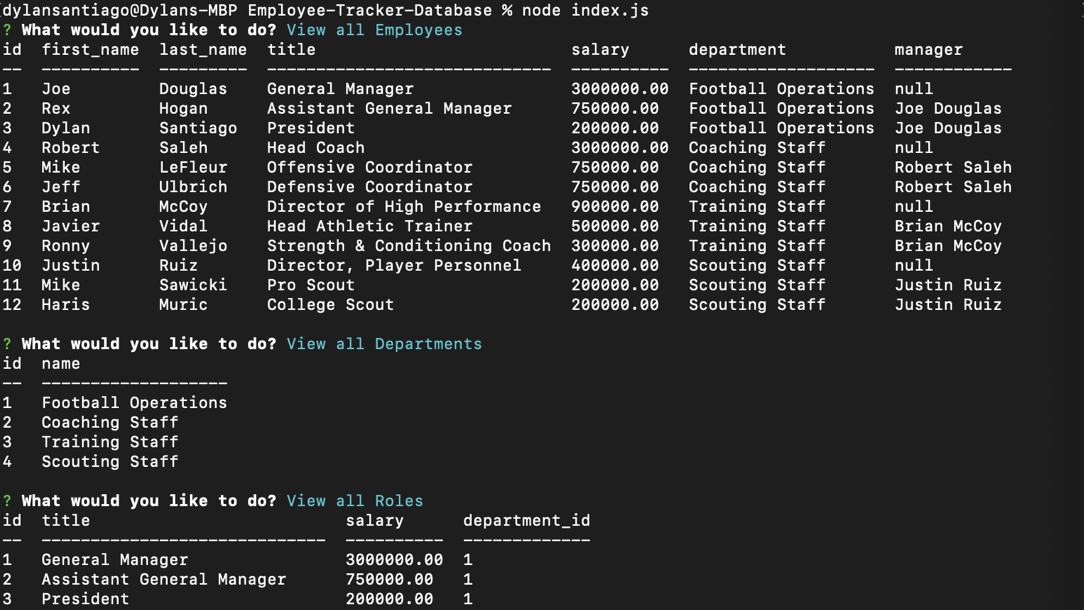 [dylansantiago@Dylans-MBP Employee-Tracker-Database % node index.js
? What would you like to do? View all Employees
id  first_name  last_name  title                         salary      department           manager
--  ----------  ---------  -----------------------------  ----------  -------------------  ------------
1   Joe         Douglas    General Manager                3000000.00  Football Operations  null
2   Rex         Hogan      Assistant General Manager      750000.00   Football Operations  Joe Douglas
3   Dylan       Santiago   President                      200000.00   Football Operations  Joe Douglas
4   Robert      Saleh      Head Coach                     3000000.00  Coaching Staff       null
5   Mike        LeFleur    Offensive Coordinator          750000.00   Coaching Staff       Robert Saleh
6   Jeff        Ulbrich    Defensive Coordinator          750000.00   Coaching Staff       Robert Saleh
7   Brian       McCoy      Director of High Performance   900000.00   Training Staff       null
8   Javier      Vidal      Head Athletic Trainer          500000.00   Training Staff       Brian McCoy
9   Ronny       Vallejo    Strength & Conditioning Coach  300000.00   Training Staff       Brian McCoy
10  Justin      Ruiz       Director, Player Personnel     400000.00   Scouting Staff       null
11  Mike        Sawicki    Pro Scout                      200000.00   Scouting Staff       Justin Ruiz
12  Haris       Muric      College Scout                  200000.00   Scouting Staff       Justin Ruiz
? What would you like to do? View all Departments
id  name
--  -------------------
1   Football Operations
2   Coaching Staff
3   Training Staff
4   Scouting Staff
? What would you like to do? View all Roles
id  title                          salary      department_id
--  -----------------------------  ----------  -------------
1   General Manager                3000000.00  1
2   Assistant General Manager      750000.00   1
3   President                      200000.00   1